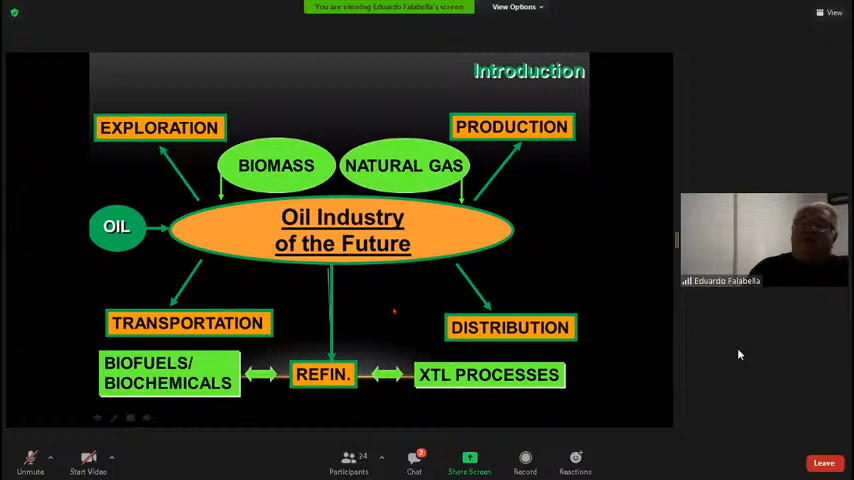 You are viewing Eduardo Falabella's screen
View Options
View
Introduction
EXPLORATION
PRODUCTION
BIOMASS
NATURAL GAS
OIL
Oil Industry
of the Future
TRANSPORTATION
DISTRIBUTION
BIOFUELS/
BIOCHEMICALS
REFIN.
XTL PROCESSES
Eduardo Falabella
Unmute
Start Video
24
Participants
2
Chat
Share Screen
Record
Reactions
Leave